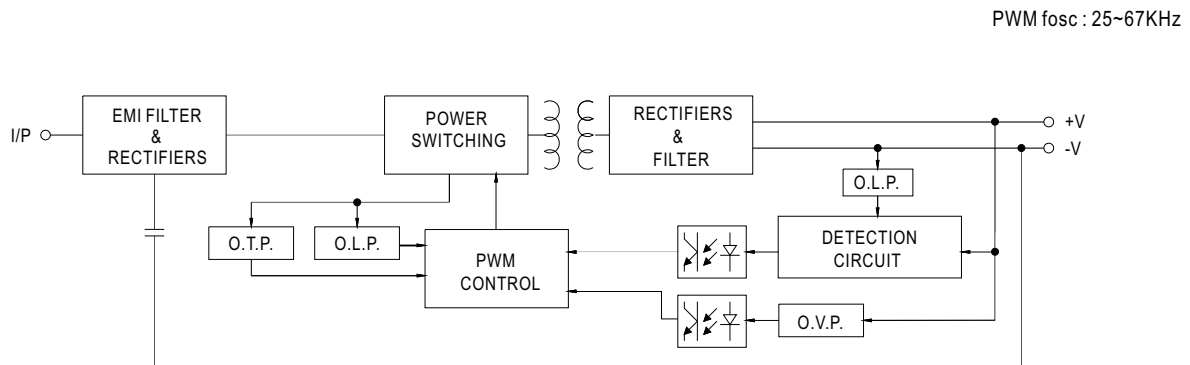 PWM fosc : 25~67KHz
I/P
EMI FILTER
&
RECTIFIERS
POWER
SWITCHING
RECTIFIERS
&
FILTER
+V
-V
O.L.P.
O.T.P.
O.L.P.
PWM
CONTROL
DETECTION
CIRCUIT
O.V.P.